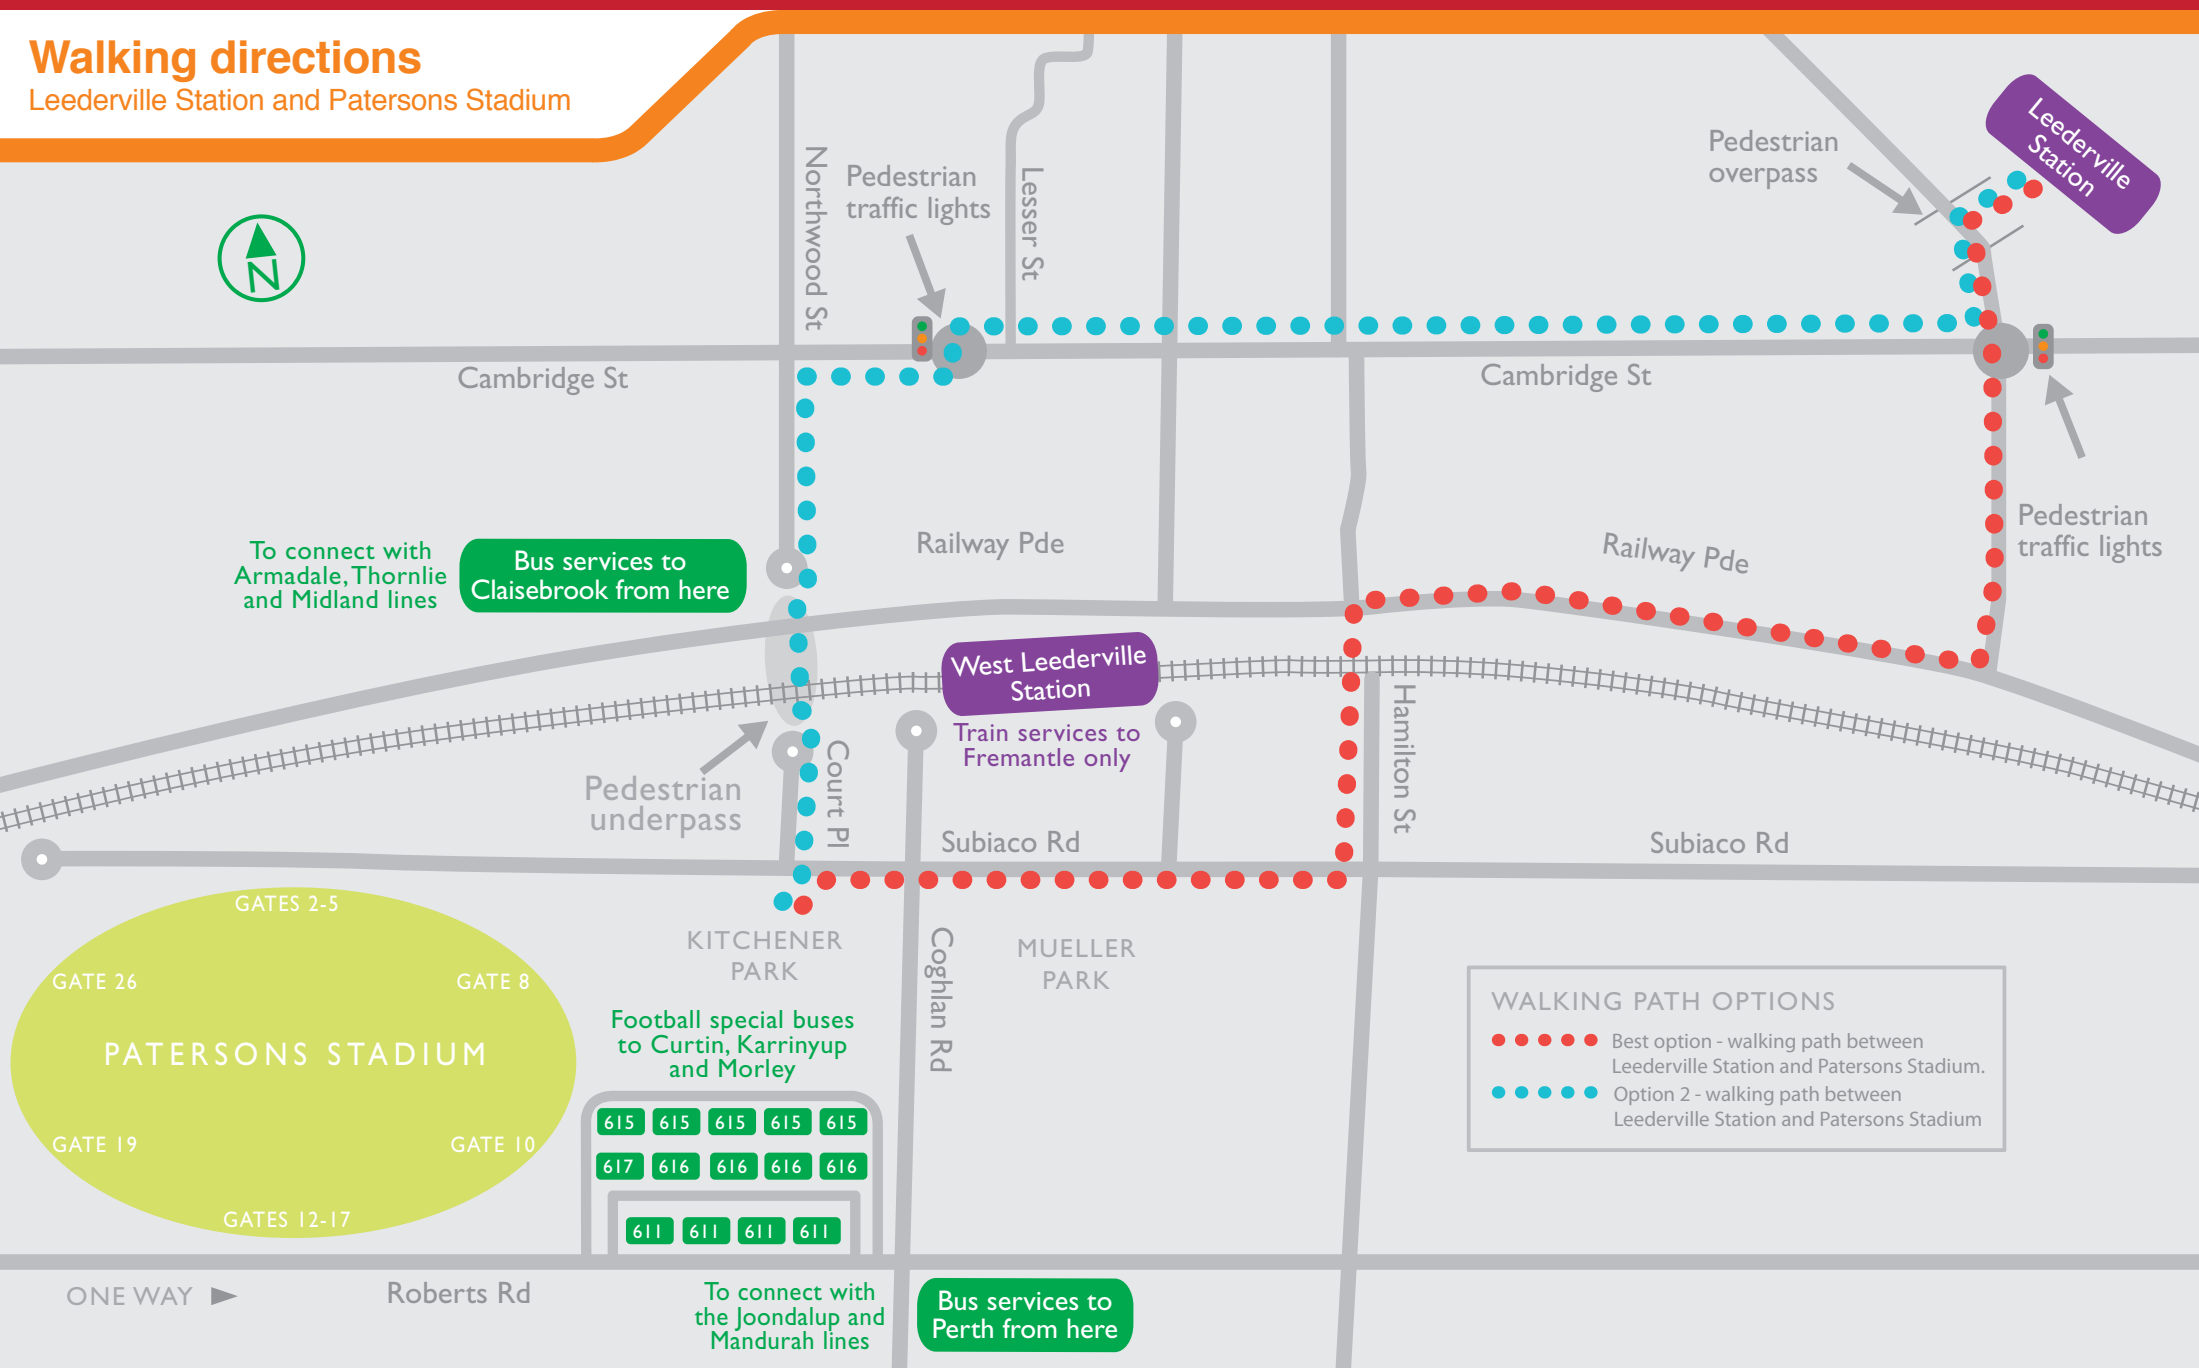 Walking directions
Leederville Station and Patersons Stadium
Northwood St
Pedestrian
traffic lights
Lesser St
Pedestrian
overpass
Leederville
Station
N
Cambridge St
Cambridge St
Pedestrian
traffic lights
To connect with
Armadale, Thornlie
and Midland lines
Bus services to
Claisebrook from here
Railway Pde
Railway Pde
West Leederville
Station
Train services to
Fremantle only
Pedestrian
underpass
Court Pl
Hamilton St
Subiaco Rd
Subiaco Rd
GATES 2-5
GATE 26
GATE 8
PATERSONS STADIUM
GATE 19
GATE 10
GATES 12-17
KITCHENER
PARK
Coghlan Rd
MUELLER
PARK
Football special buses
to Curtin, Karrinyup
and Morley
615 615 615 615 615
617 616 616 616 616
611 611 611 611
WALKING PATH OPTIONS
Best option - walking path between
Leederville Station and Patersons Stadium.
Option 2 - walking path between
Leederville Station and Patersons Stadium
ONE WAY
Roberts Rd
To connect with
the Joondalup and
Mandurah lines
Bus services to
Perth from here